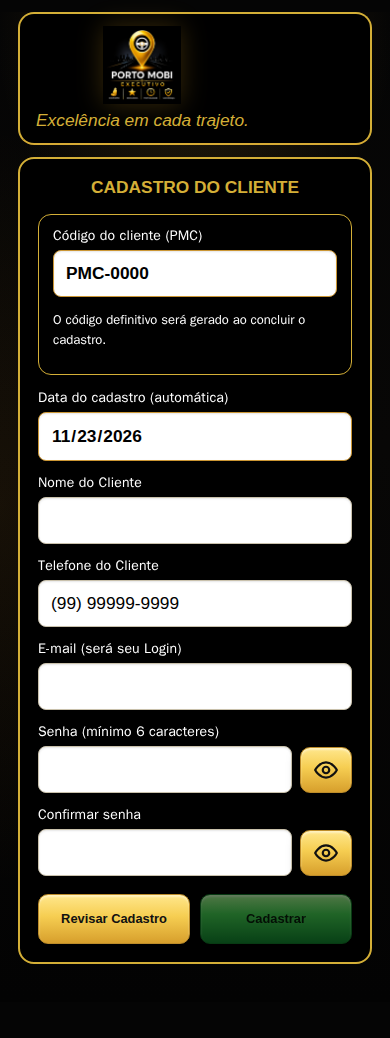 PORTO MOBI
EXECUTIVO
Excelência em cada trajeto.
CADASTRO DO CLIENTE
Código do cliente (PMC)
PMC-0000
O código definitivo será gerado ao concluir o
cadastro.
Data do cadastro (automática)
11/23/2026
Nome do Cliente
Telefone do Cliente
(99) 99999-9999
E-mail (será seu Login)
Senha (mínimo 6 caracteres)
Confirmar senha
Revisar Cadastro
Cadastrar